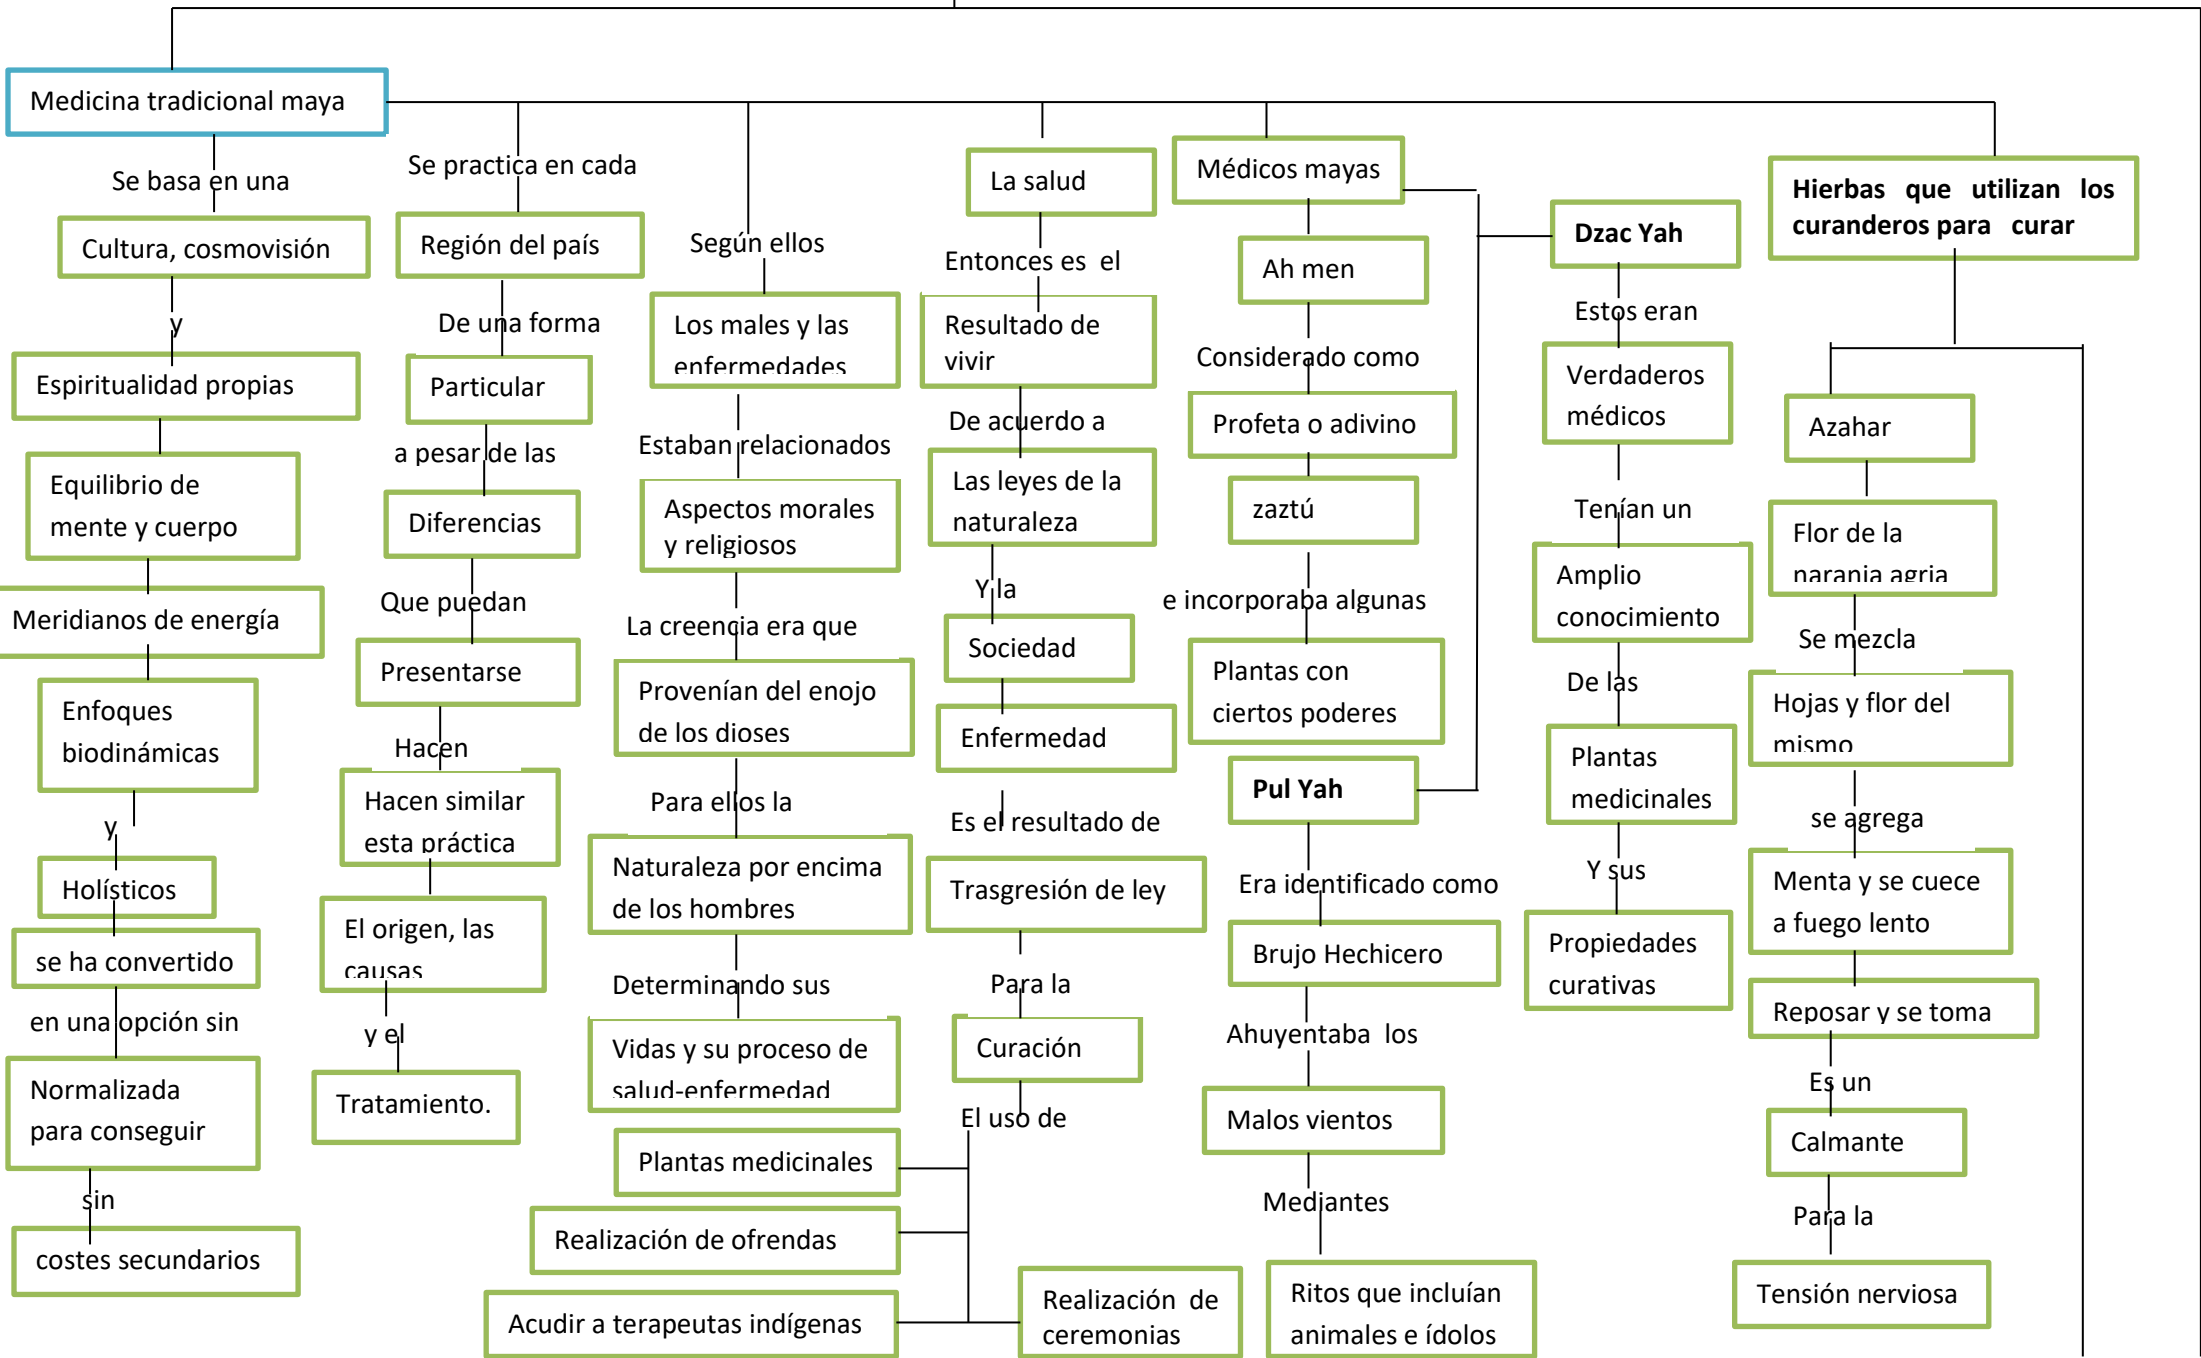 Medicina tradicional maya
Se basa en una
Cultura, cosmovisión
y
Espiritualidad propias
Equilibrio de
mente y cuerpo
Meridianos de energía
Enfoques
biodinámicas
y
Holísticos
se ha convertido
en una opción sin
Normalizada
para conseguir
sin
costes secundarios
Se practica en cada
Región del país
De una forma
Particular
a pesar de las
Diferencias
Que puedan
Presentarse
Hacen
Hacen similar
esta práctica
El origen, las
causas
y el
Tratamiento.
Según ellos
Los males y las
enfermedades
Estaban relacionados
Aspectos morales
y religiosos
La creencia era que
Provenían del enojo
de los dioses
Para ellos la
Naturaleza por encima
de los hombres
Determinando sus
Vidas y su proceso de
salud-enfermedad
La salud
Entonces es el
Resultado de
vivir
De acuerdo a
Las leyes de la
naturaleza
Y la
Sociedad
Enfermedad
Es el resultado de
Trasgresión de ley
Para la
Curación
El uso de
Plantas medicinales
Realización de ofrendas
Acudir a terapeutas indígenas
Realización de
ceremonias
Médicos mayas
Ah men
Considerado como
Profeta o adivino
zaztú
e incorporaba algunas
Plantas con
ciertos poderes
Pul Yah
Era identificado como
Brujo Hechicero
Ahuyentaba los
Malos vientos
Mediantes
Ritos que incluían
animales e ídolos
Dzac Yah
Estos eran
Verdaderos
médicos
Tenían un
Amplio
conocimiento
De las
Plantas
medicinales
Y sus
Propiedades
curativas
Hierbas que utilizan los
curanderos para curar
Azahar
Flor de la
naranja agria
Se mezcla
Hojas y flor del
mismo
se agrega
Menta y se cuece
a fuego lento
Reposar y se toma
Es un
Calmante
Para la
Tensión nerviosa